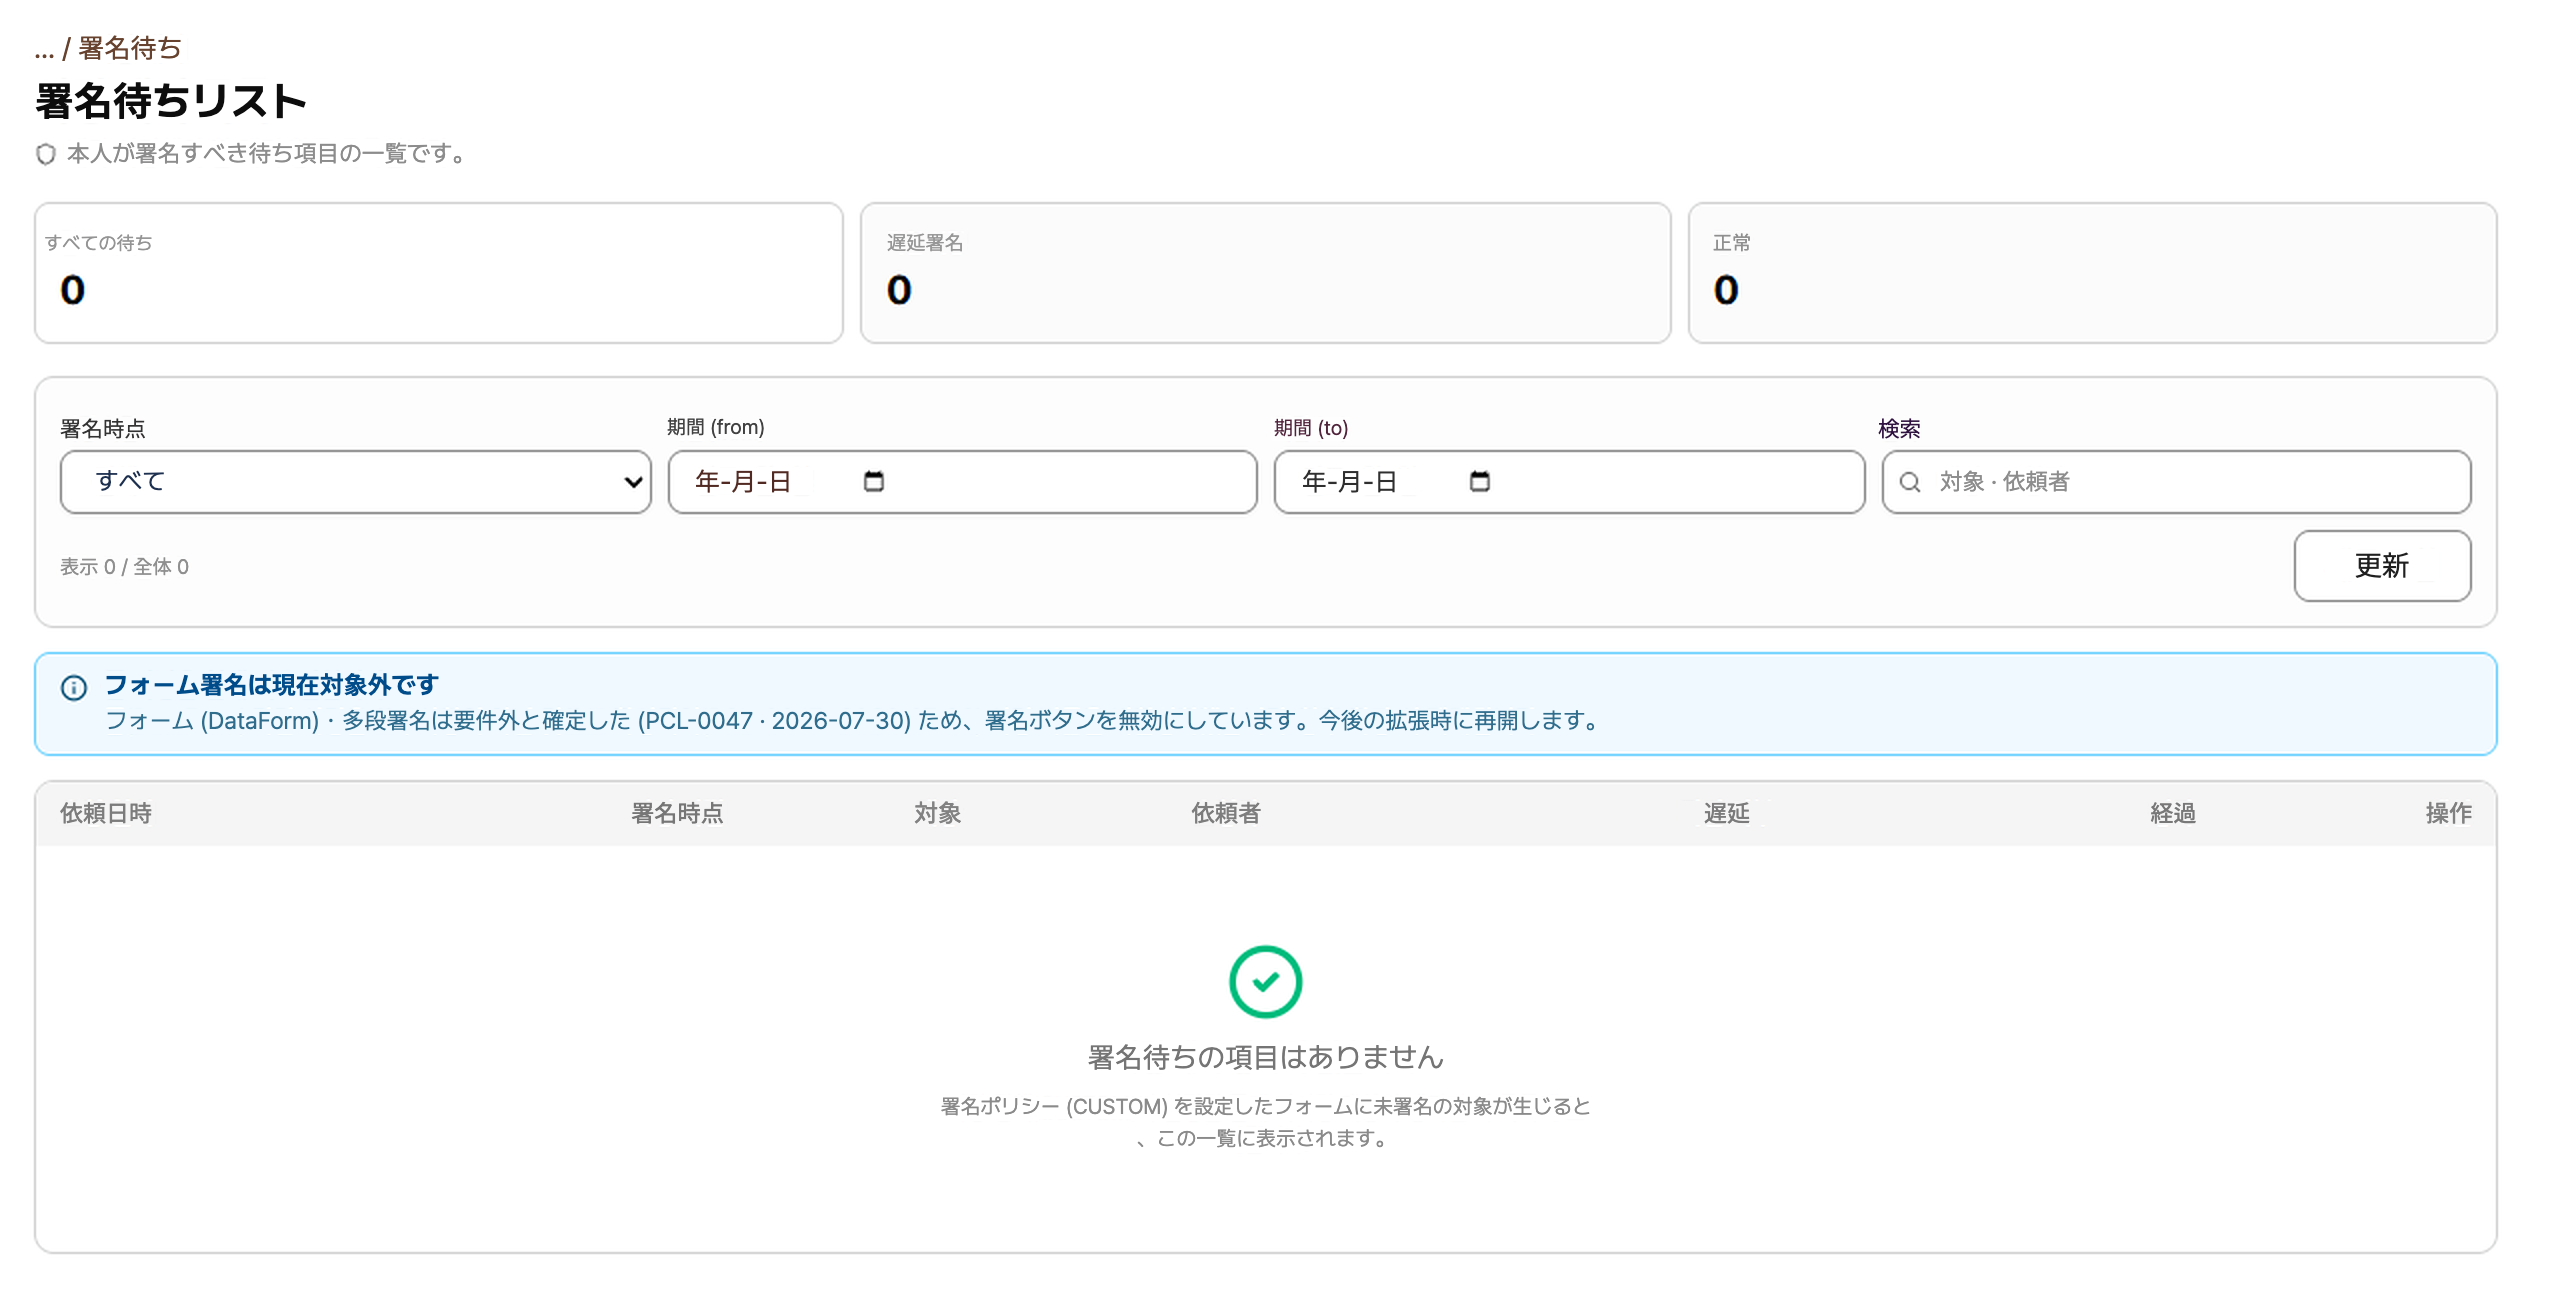 ... / 署名待ち
署名待ちリスト
本人が署名すべき待ち項目の一覧です。
すべての待ち
0
遅延署名
0
正常
0
署名時点
すべて
期間 (from)
年-月-日
期間 (to)
年-月-日
検索
対象 · 依頼者
表示 0 / 全体 0
更新
フォーム署名は現在対象外です
フォーム (DataForm)・多段署名は要件外と確定した (PCL-0047 · 2026-07-30) ため、署名ボタンを無効にしています。今後の拡張時に再開します。
依頼日時 署名時点 対象 依頼者 遅延 経過 操作
署名待ちの項目はありません
署名ポリシー (CUSTOM) を設定したフォームに未署名の対象が生じると
、この一覧に表示されます。